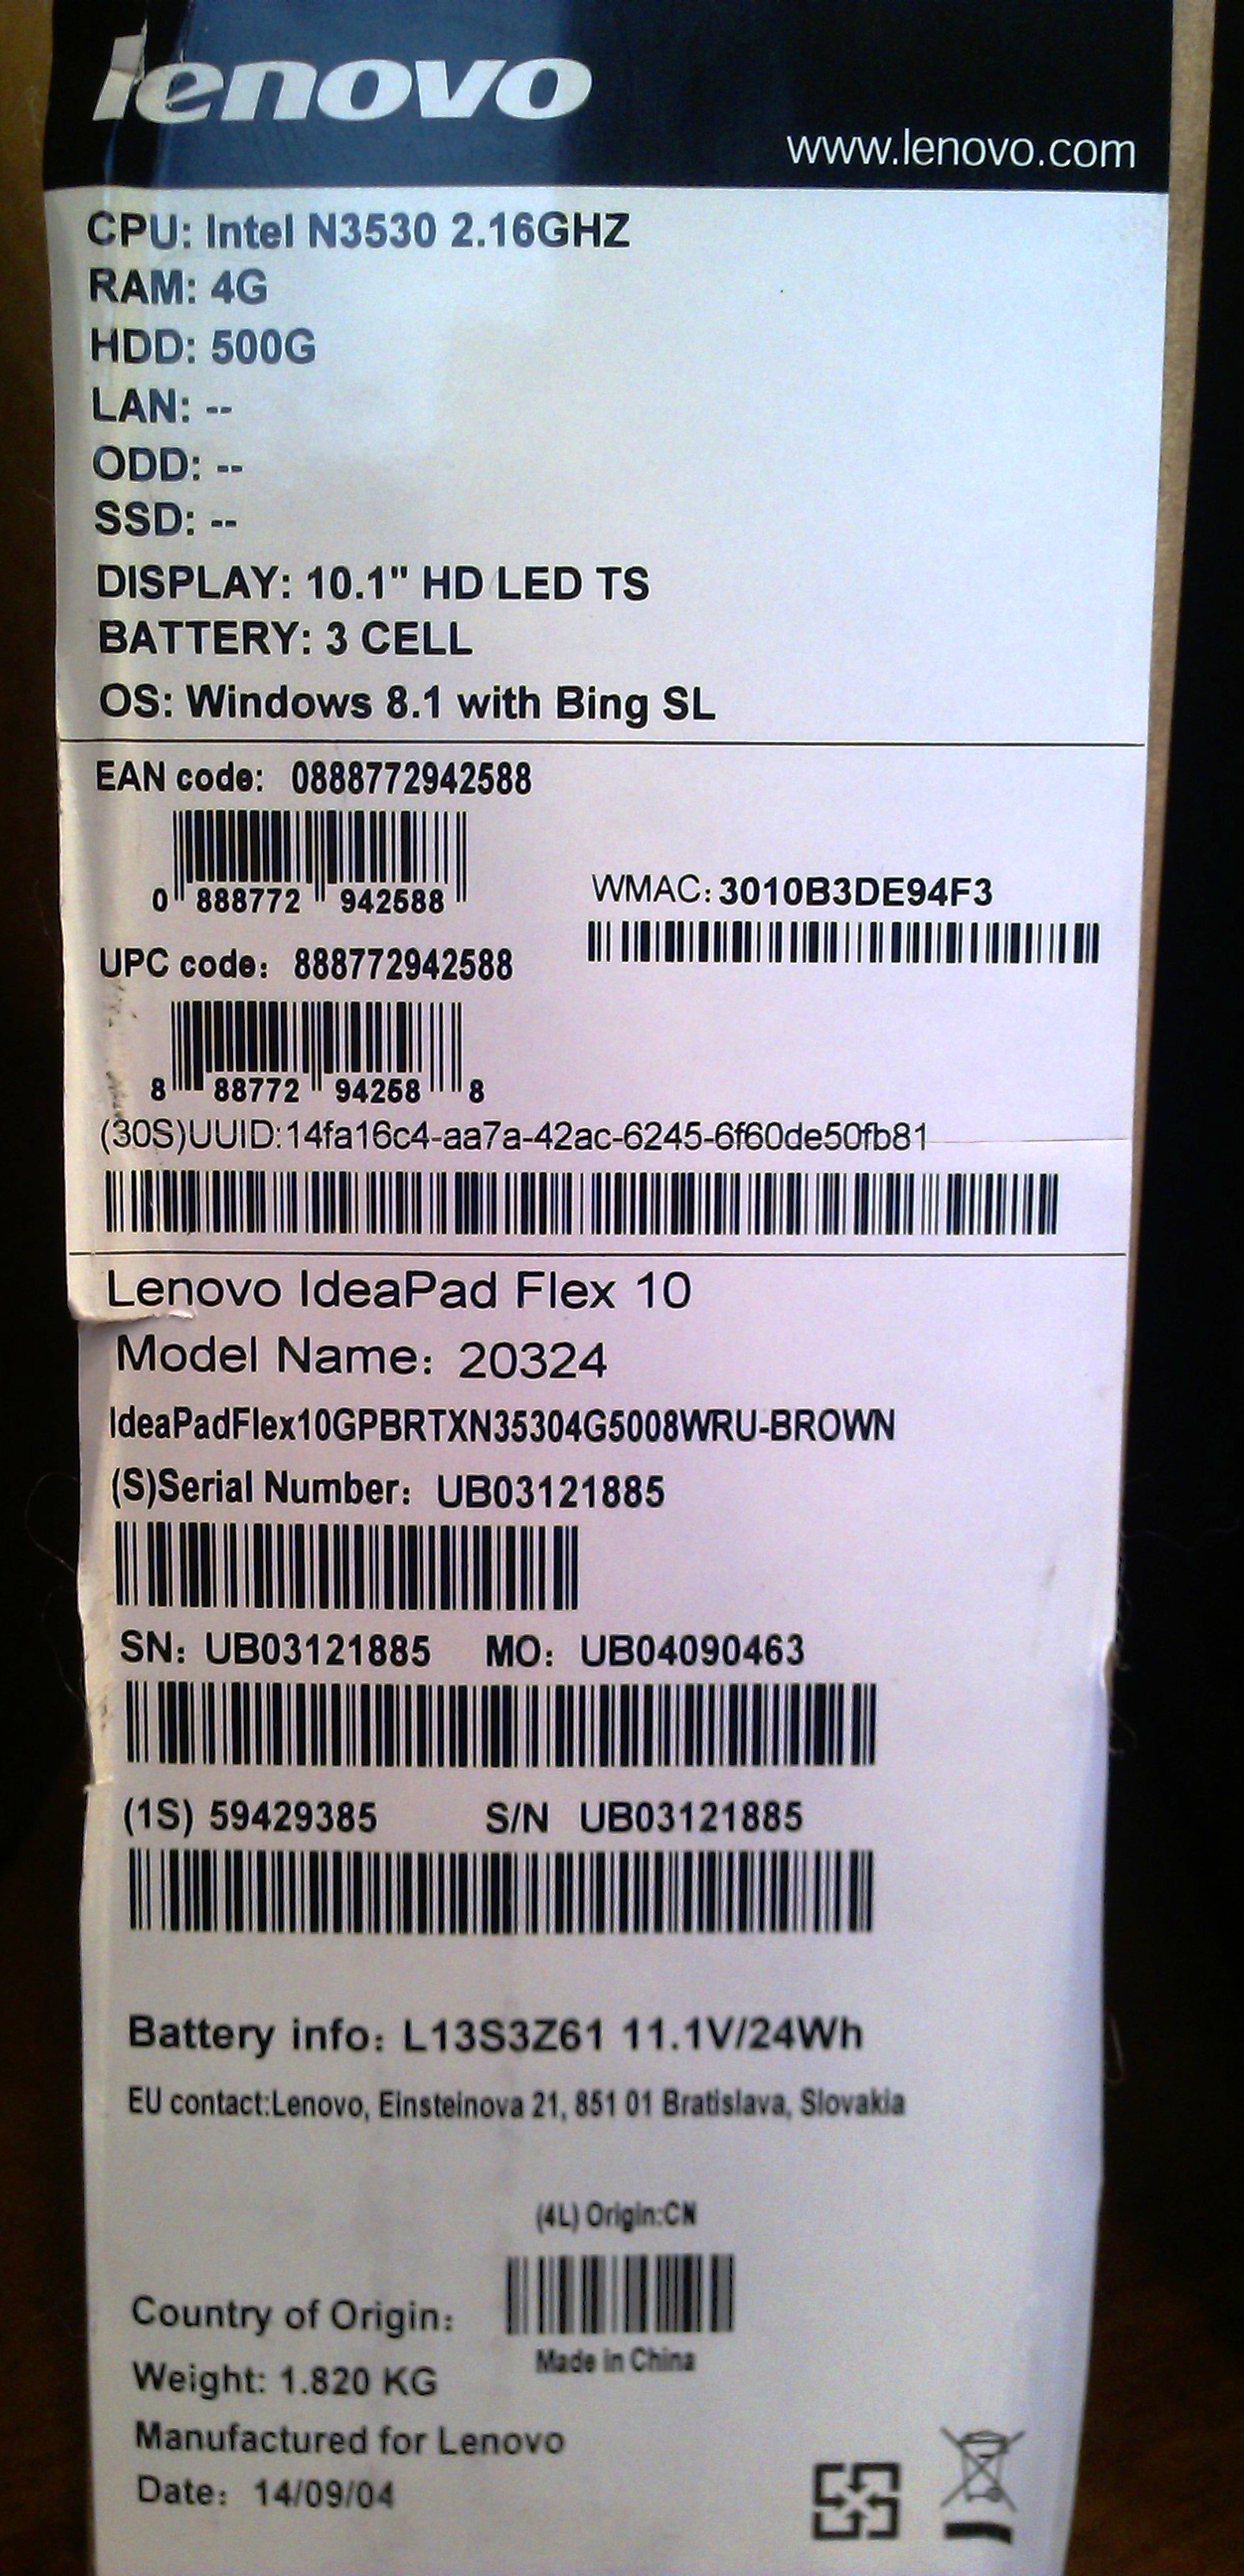 lenovo
www.lenovo.com
CPU: Intel N3530 2.16GHZ
RAM: 4G
HDD: 500G
LAN: --
ODD: --
SSD: --
DISPLAY: 10.1" HD LED TS
BATTERY: 3 CELL
OS: Windows 8.1 with Bing SL
EAN code: 0888772942588
0 888772 942588
WMAC: 3010B3DE94F3
UPC code: 888772942588
8 88772 94258 8
(30S)UUID:14fa16c4-aa7a-42ac-6245-6f60de50fb81
Lenovo IdeaPad Flex 10
Model Name: 20324
IdeaPadFlex10GPBRTXN35304G5008WRU-BROWN
(S)Serial Number: UB03121885
SN: UB03121885 MO: UB04090463
(1S) 59429385 S/N UB03121885
Battery info: L13S3Z61 11.1V/24Wh
EU contact:Lenovo, Einsteinova 21, 851 01 Bratislava, Slovakia
(4L) Origin:CN
Country of Origin:
Made in China
Weight: 1.820 KG
Manufactured for Lenovo
Date: 14/09/04